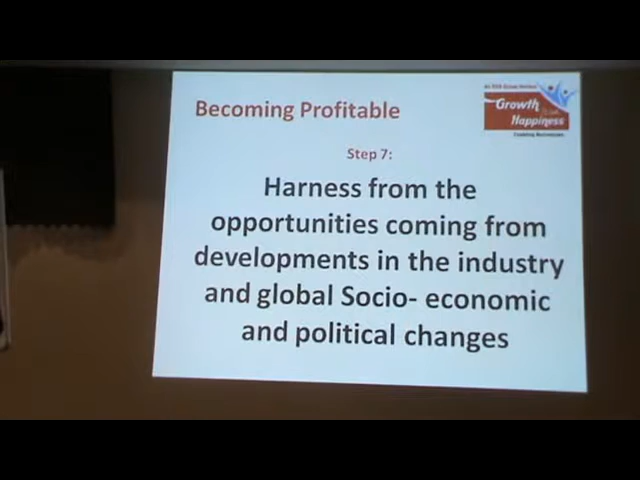 Becoming Profitable
Growth
Happiness
Step 7:
Harness from the
opportunities coming from
developments in the industry
and global Socio- economic
and political changes